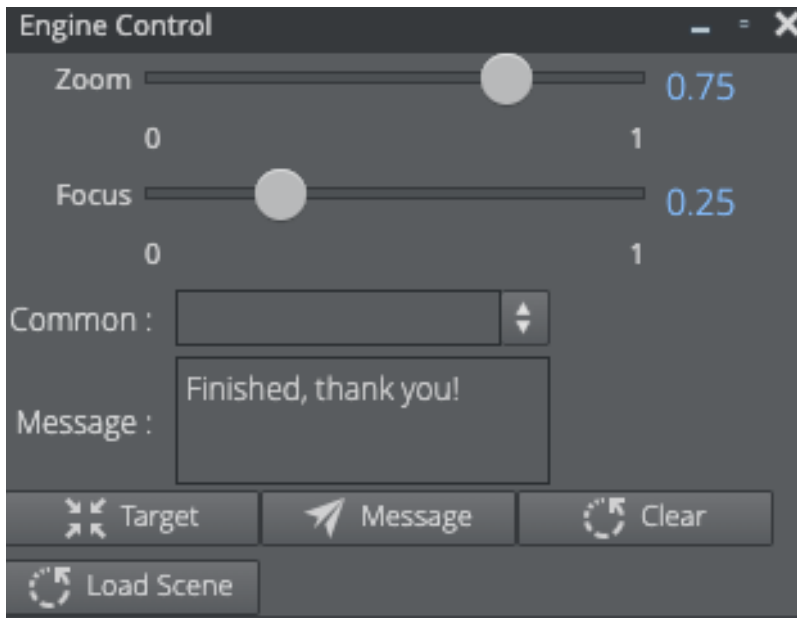 Engine Control
Zoom 0.75
0 1
Focus 0.25
0 1
Common :
Message : Finished, thank you!
Target Message Clear
Load Scene